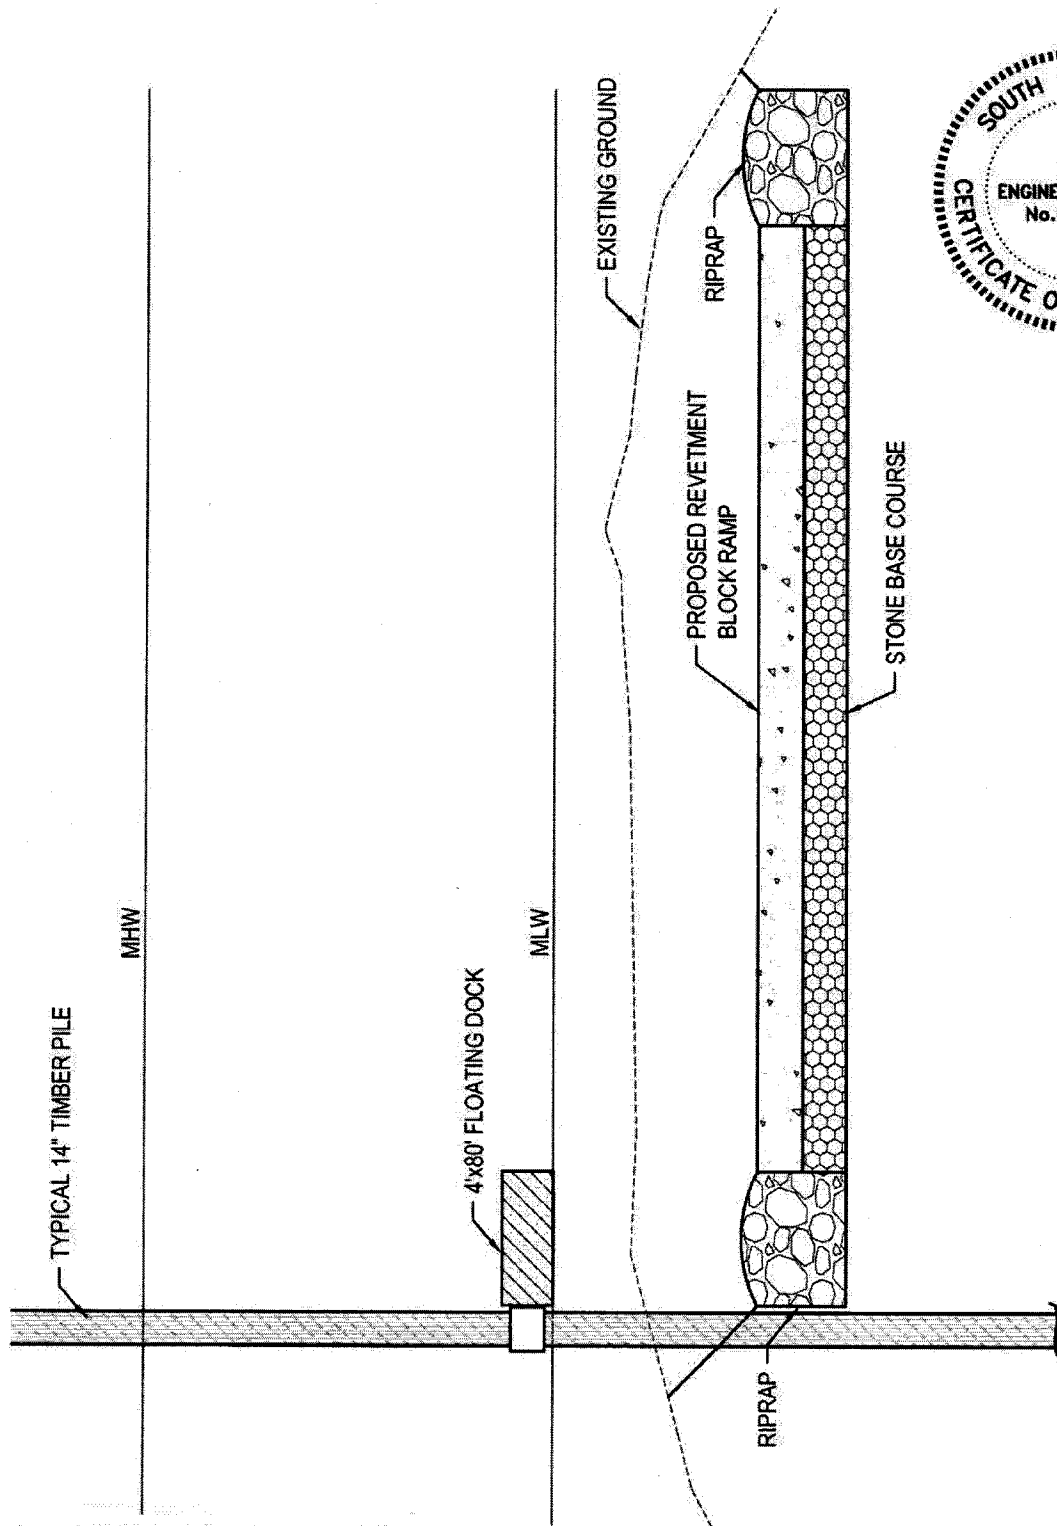 TYPICAL 14" TIMBER PILE
MHW
4'x80' FLOATING DOCK
MLW
EXISTING GROUND
RIPRAP
PROPOSED REVETMENT
BLOCK RAMP
STONE BASE COURSE
RIPRAP
SOUTH
CERTIFICATE O
ENGINE
No.